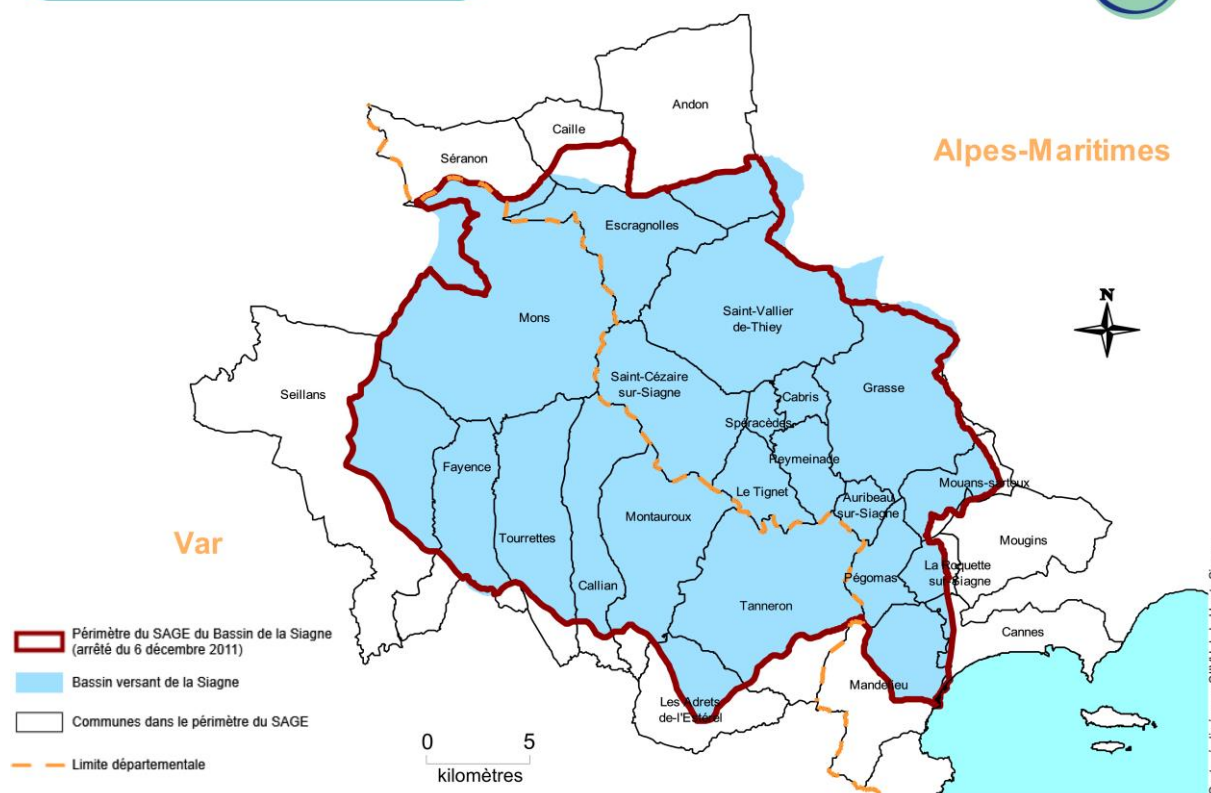 Andon
Caille
Alpes-Maritimes
Séranon
Escragnolles
N
Mons
Saint-Vallier
de-Thiey
Saint-Cézaire
sur-Siagne
Seillans
Cabris
Grasse
Spéracèdes
Peymeinade
Fayence
Le Tignet
Auribeau
sur-Siagne
Mouans-sartoux
Montauroux
Var
Tourrettes
Mougins
La Roquette
sur-Siagne
Callian
Pégomas
Tanneron
Cannes
Mandelieu
Les Adrets
de-l'Estérel
Périmètre du SAGE du Bassin de la Siagne
(arrêté du 6 décembre 2011)
Bassin versant de la Siagne
Communes dans le périmètre du SAGE
Limite départementale
0 5
kilomètres